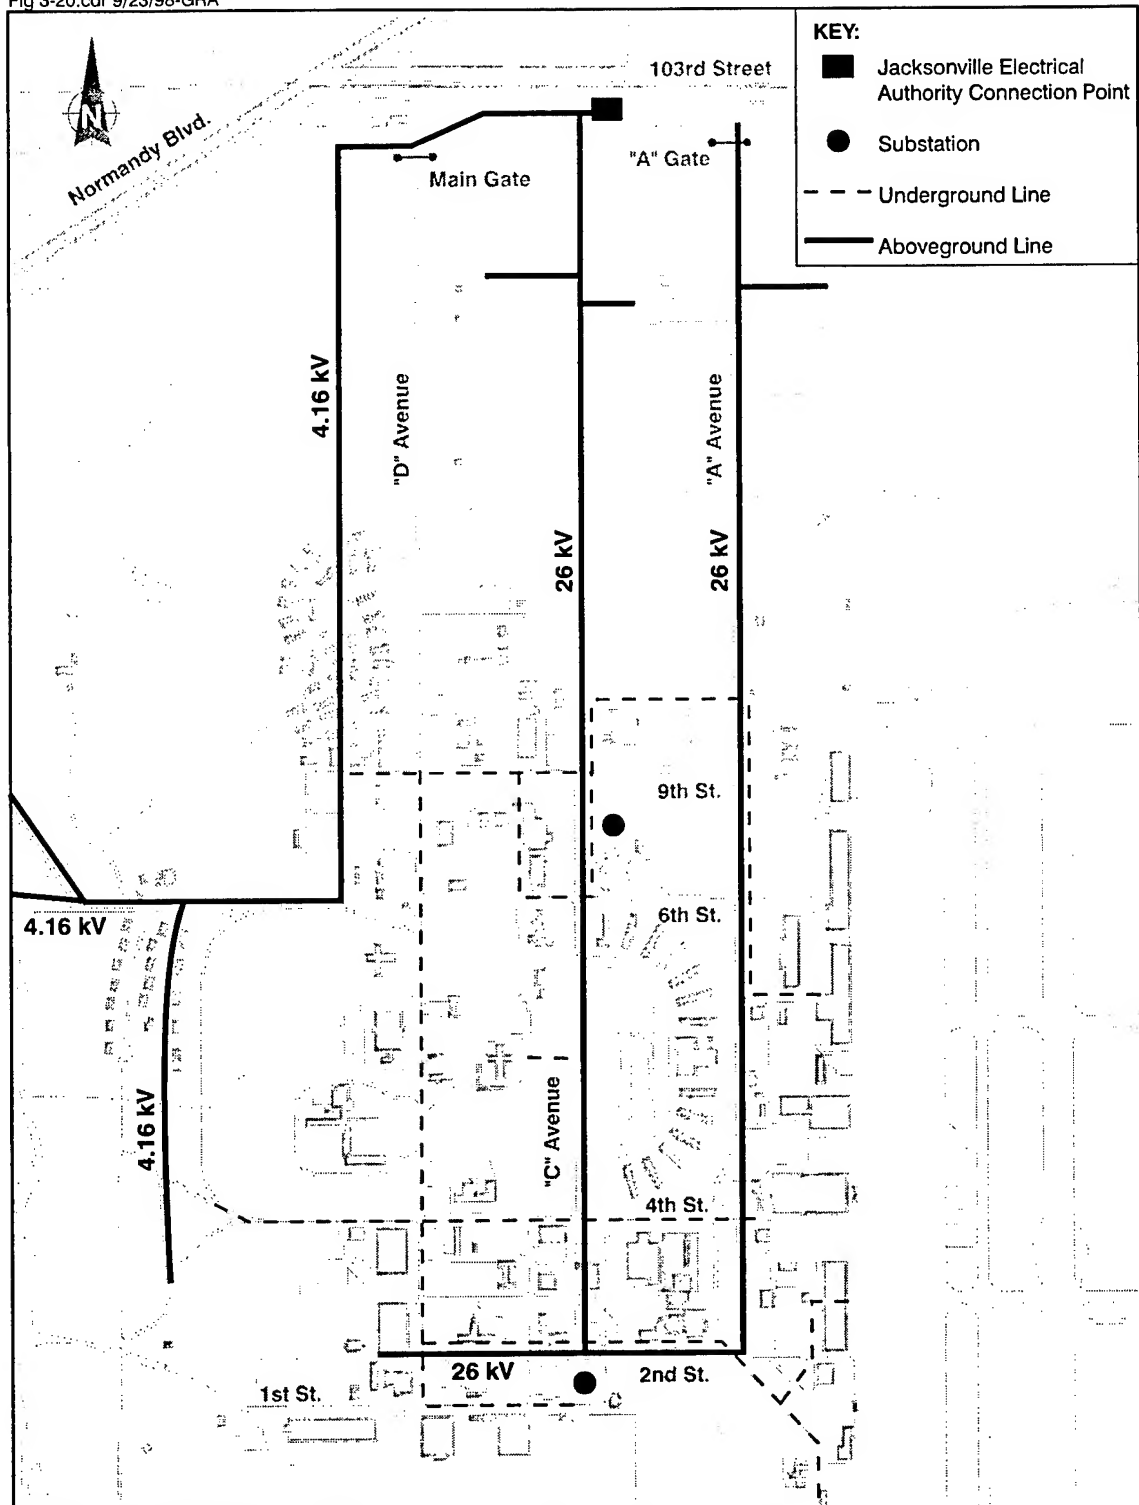 Fig 3-20.cdr 9/23/98-GRA
KEY:
Jacksonville Electrical
Authority Connection Point
Substation
Underground Line
Aboveground Line
103rd Street
N
Normandy Blvd.
Main Gate
"A" Gate
4.16 kV
"D" Avenue
"A" Avenue
26 kV
26 kV
9th St.
6th St.
4.16 kV
4.16 kV
"C" Avenue
4th St.
26 kV
2nd St.
1st St.